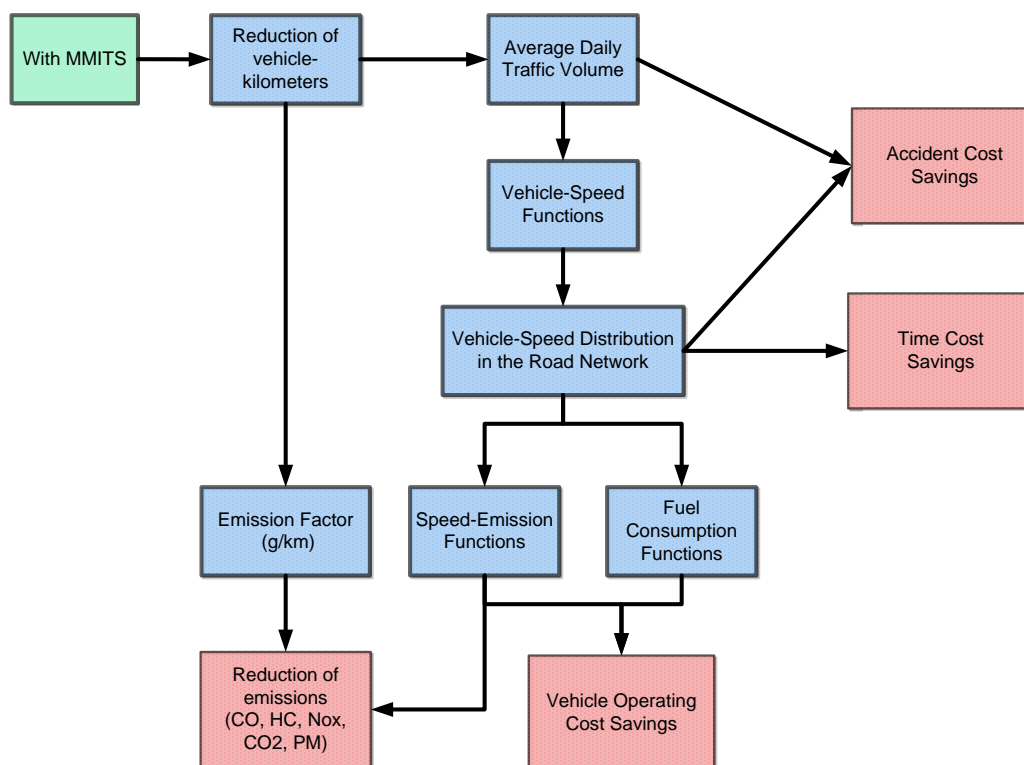 With MMITS
Reduction of
vehicle-
kilometers
Average Daily
Traffic Volume
Accident Cost
Savings
Vehicle-Speed
Functions
Vehicle-Speed Distribution
in the Road Network
Time Cost
Savings
Emission Factor
(g/km)
Speed-Emission
Functions
Fuel
Consumption
Functions
Reduction of
emissions
(CO, HC, Nox,
CO2, PM)
Vehicle Operating
Cost Savings